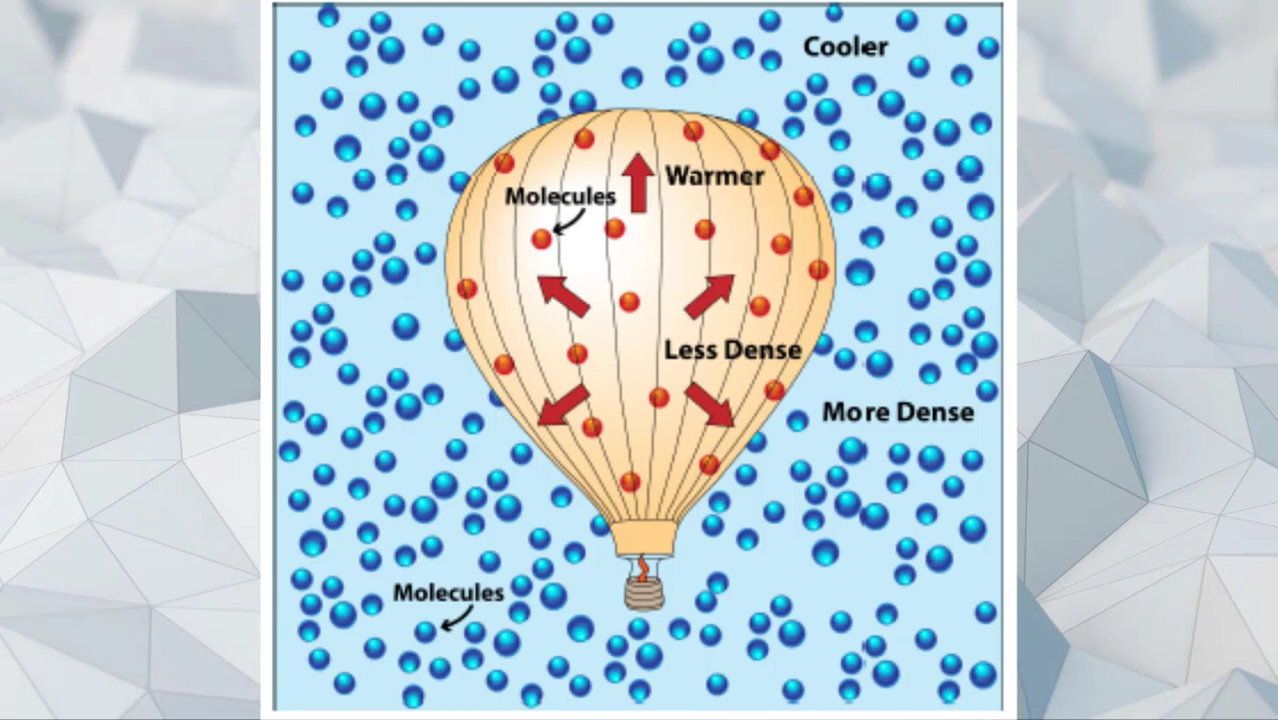 Cooler
Warmer
Molecules
Less Dense
More Dense
Molecules